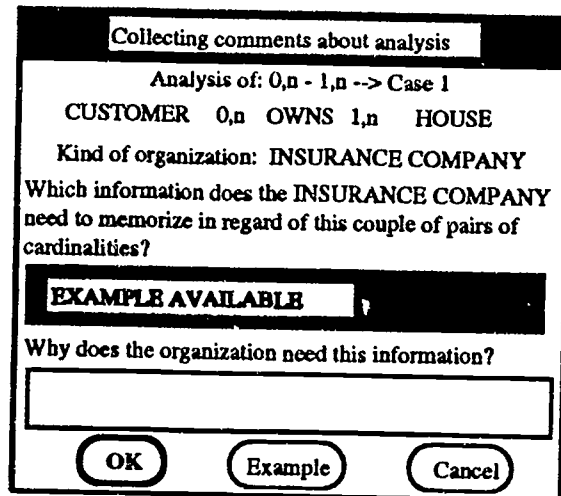 Collecting comments about analysis
Analysis of: 0,n - 1,n --> Case 1
CUSTOMER 0,n OWNS 1,n HOUSE
Kind of organization: INSURANCE COMPANY
Which information does the INSURANCE COMPANY
need to memorize in regard of this couple of pairs of
cardinalities?
EXAMPLE AVAILABLE
Why does the organization need this information?
OK Example Cancel